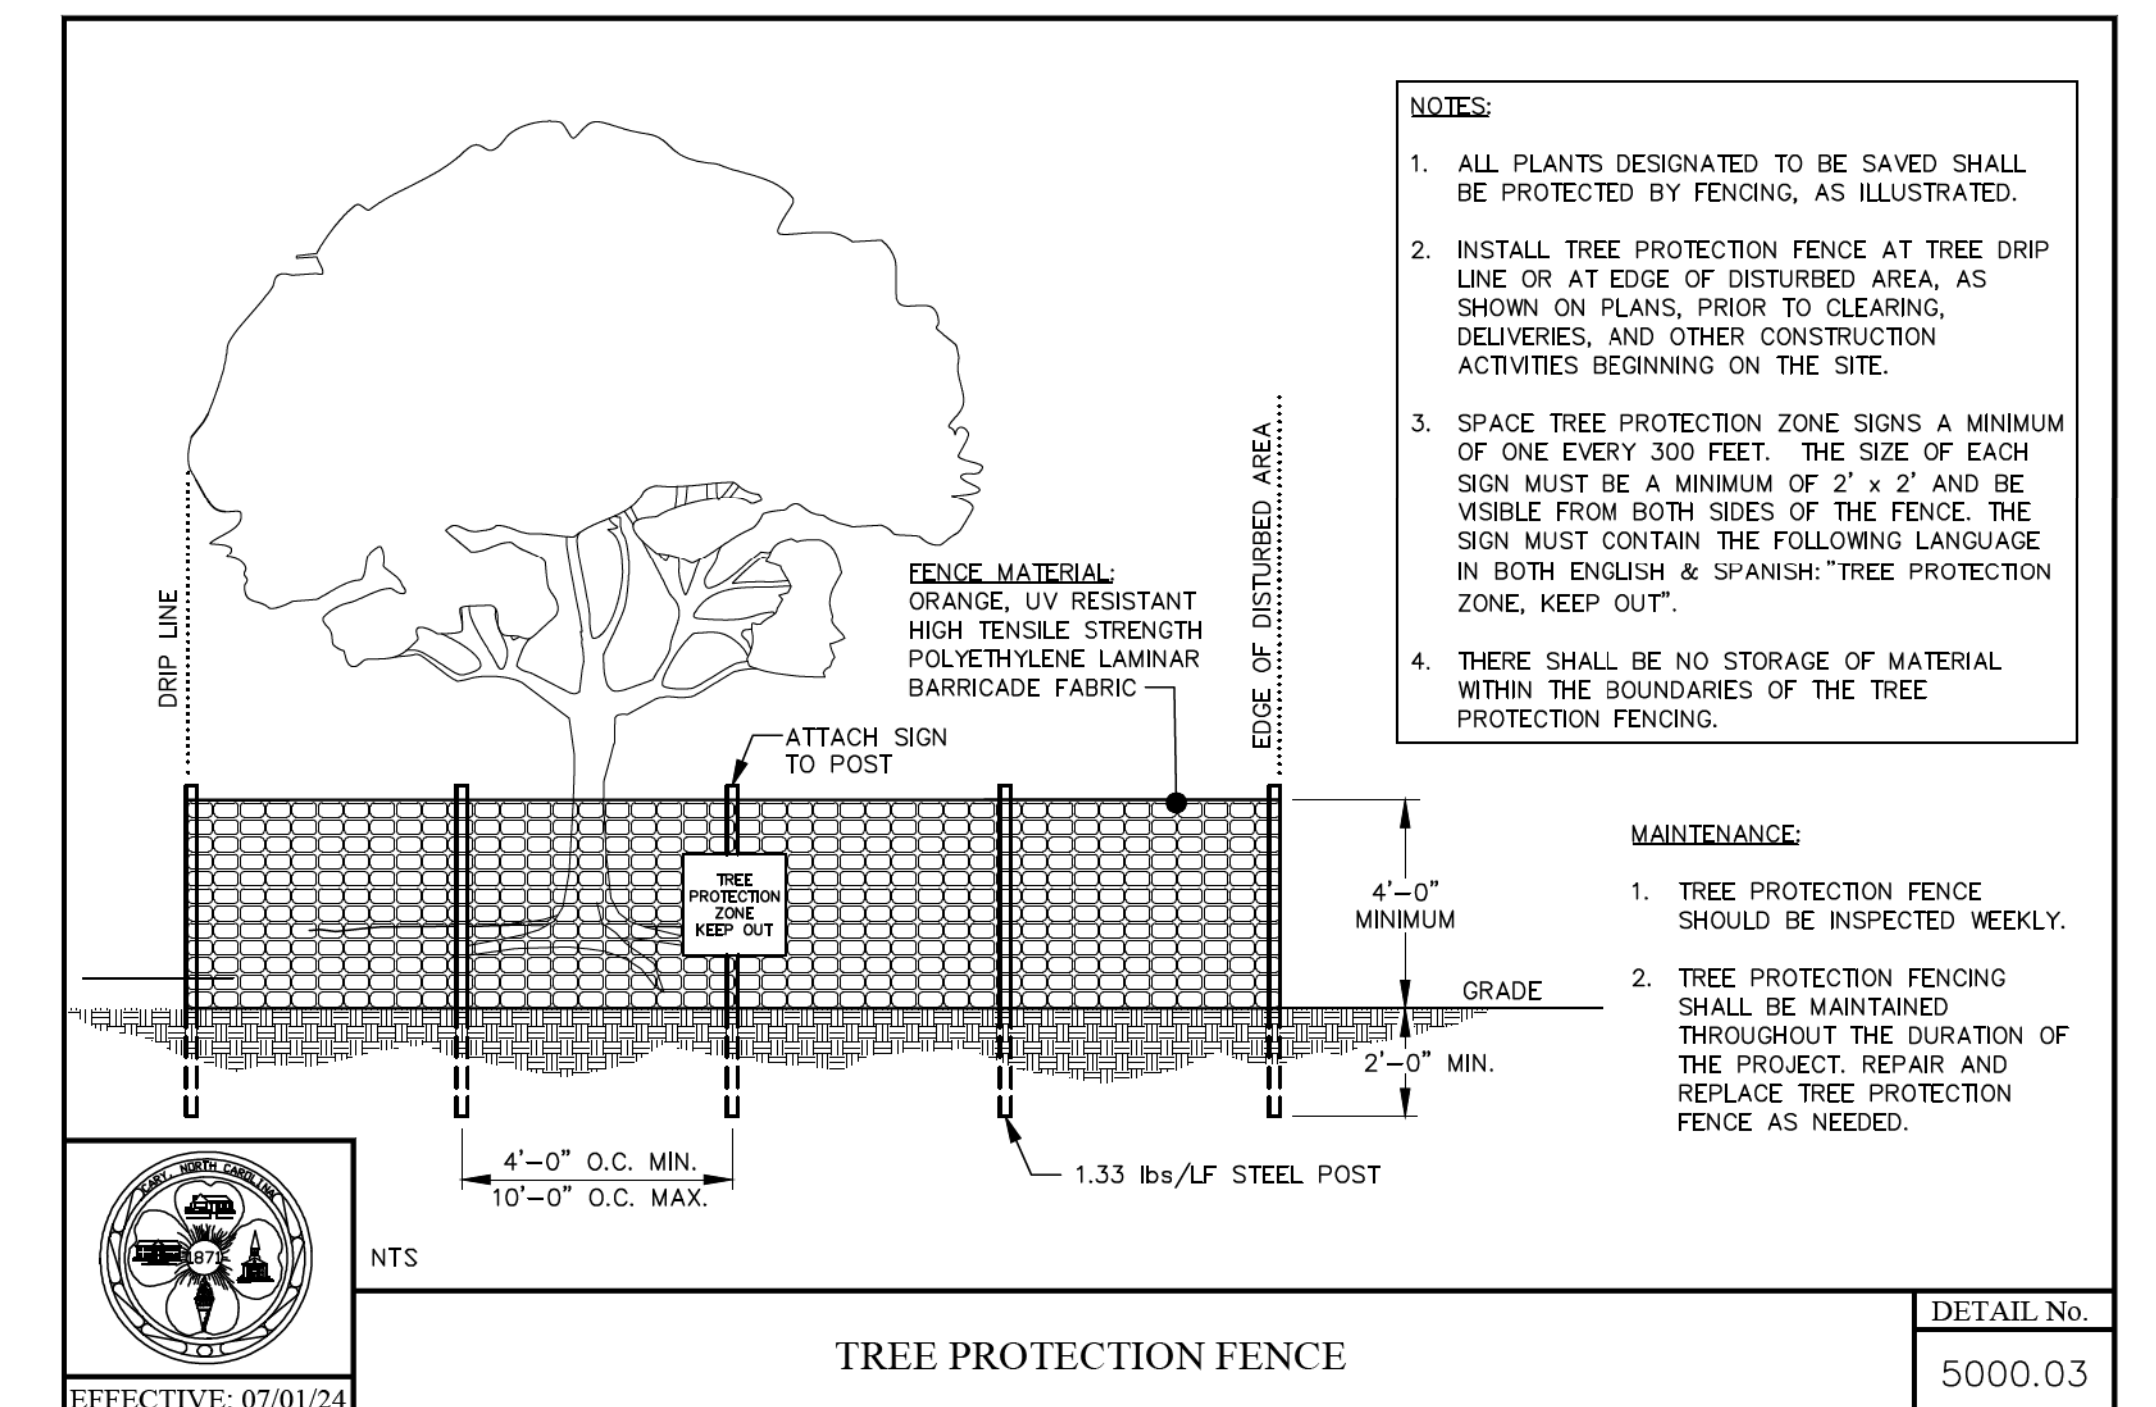 NOTES:
1. ALL PLANTS DESIGNATED TO BE SAVED SHALL
BE PROTECTED BY FENCING, AS ILLUSTRATED.
2. INSTALL TREE PROTECTION FENCE AT TREE DRIP
LINE OR AT EDGE OF DISTURBED AREA, AS
SHOWN ON PLANS, PRIOR TO CLEARING,
DELIVERIES, AND OTHER CONSTRUCTION
ACTIVITIES BEGINNING ON THE SITE.
3. SPACE TREE PROTECTION ZONE SIGNS A MINIMUM
OF ONE EVERY 300 FEET. THE SIZE OF EACH
SIGN MUST BE A MINIMUM OF 2' x 2' AND BE
VISIBLE FROM BOTH SIDES OF THE FENCE. THE
SIGN MUST CONTAIN THE FOLLOWING LANGUAGE
IN BOTH ENGLISH & SPANISH:"TREE PROTECTION
ZONE, KEEP OUT".
4. THERE SHALL BE NO STORAGE OF MATERIAL
WITHIN THE BOUNDARIES OF THE TREE
PROTECTION FENCING.
DRIP LINE
FENCE MATERIAL:
ORANGE, UV RESISTANT
HIGH TENSILE STRENGTH
POLYETHYLENE LAMINAR
BARRICADE FABRIC
EDGE OF DISTURBED AREA
ATTACH SIGN
TO POST
TREE
PROTECTION
ZONE
KEEP OUT
4'-0"
MINIMUM
GRADE
2'-0" MIN.
MAINTENANCE:
1. TREE PROTECTION FENCE
SHOULD BE INSPECTED WEEKLY.
2. TREE PROTECTION FENCING
SHALL BE MAINTAINED
THROUGHOUT THE DURATION OF
THE PROJECT. REPAIR AND
REPLACE TREE PROTECTION
FENCE AS NEEDED.
4'-0" O.C. MIN.
10'-0" O.C. MAX.
1.33 lbs/LF STEEL POST
CARY, NORTH CAROLINA
1871
NTS
TREE PROTECTION FENCE
DETAIL No.
5000.03
EFFECTIVE: 07/01/24